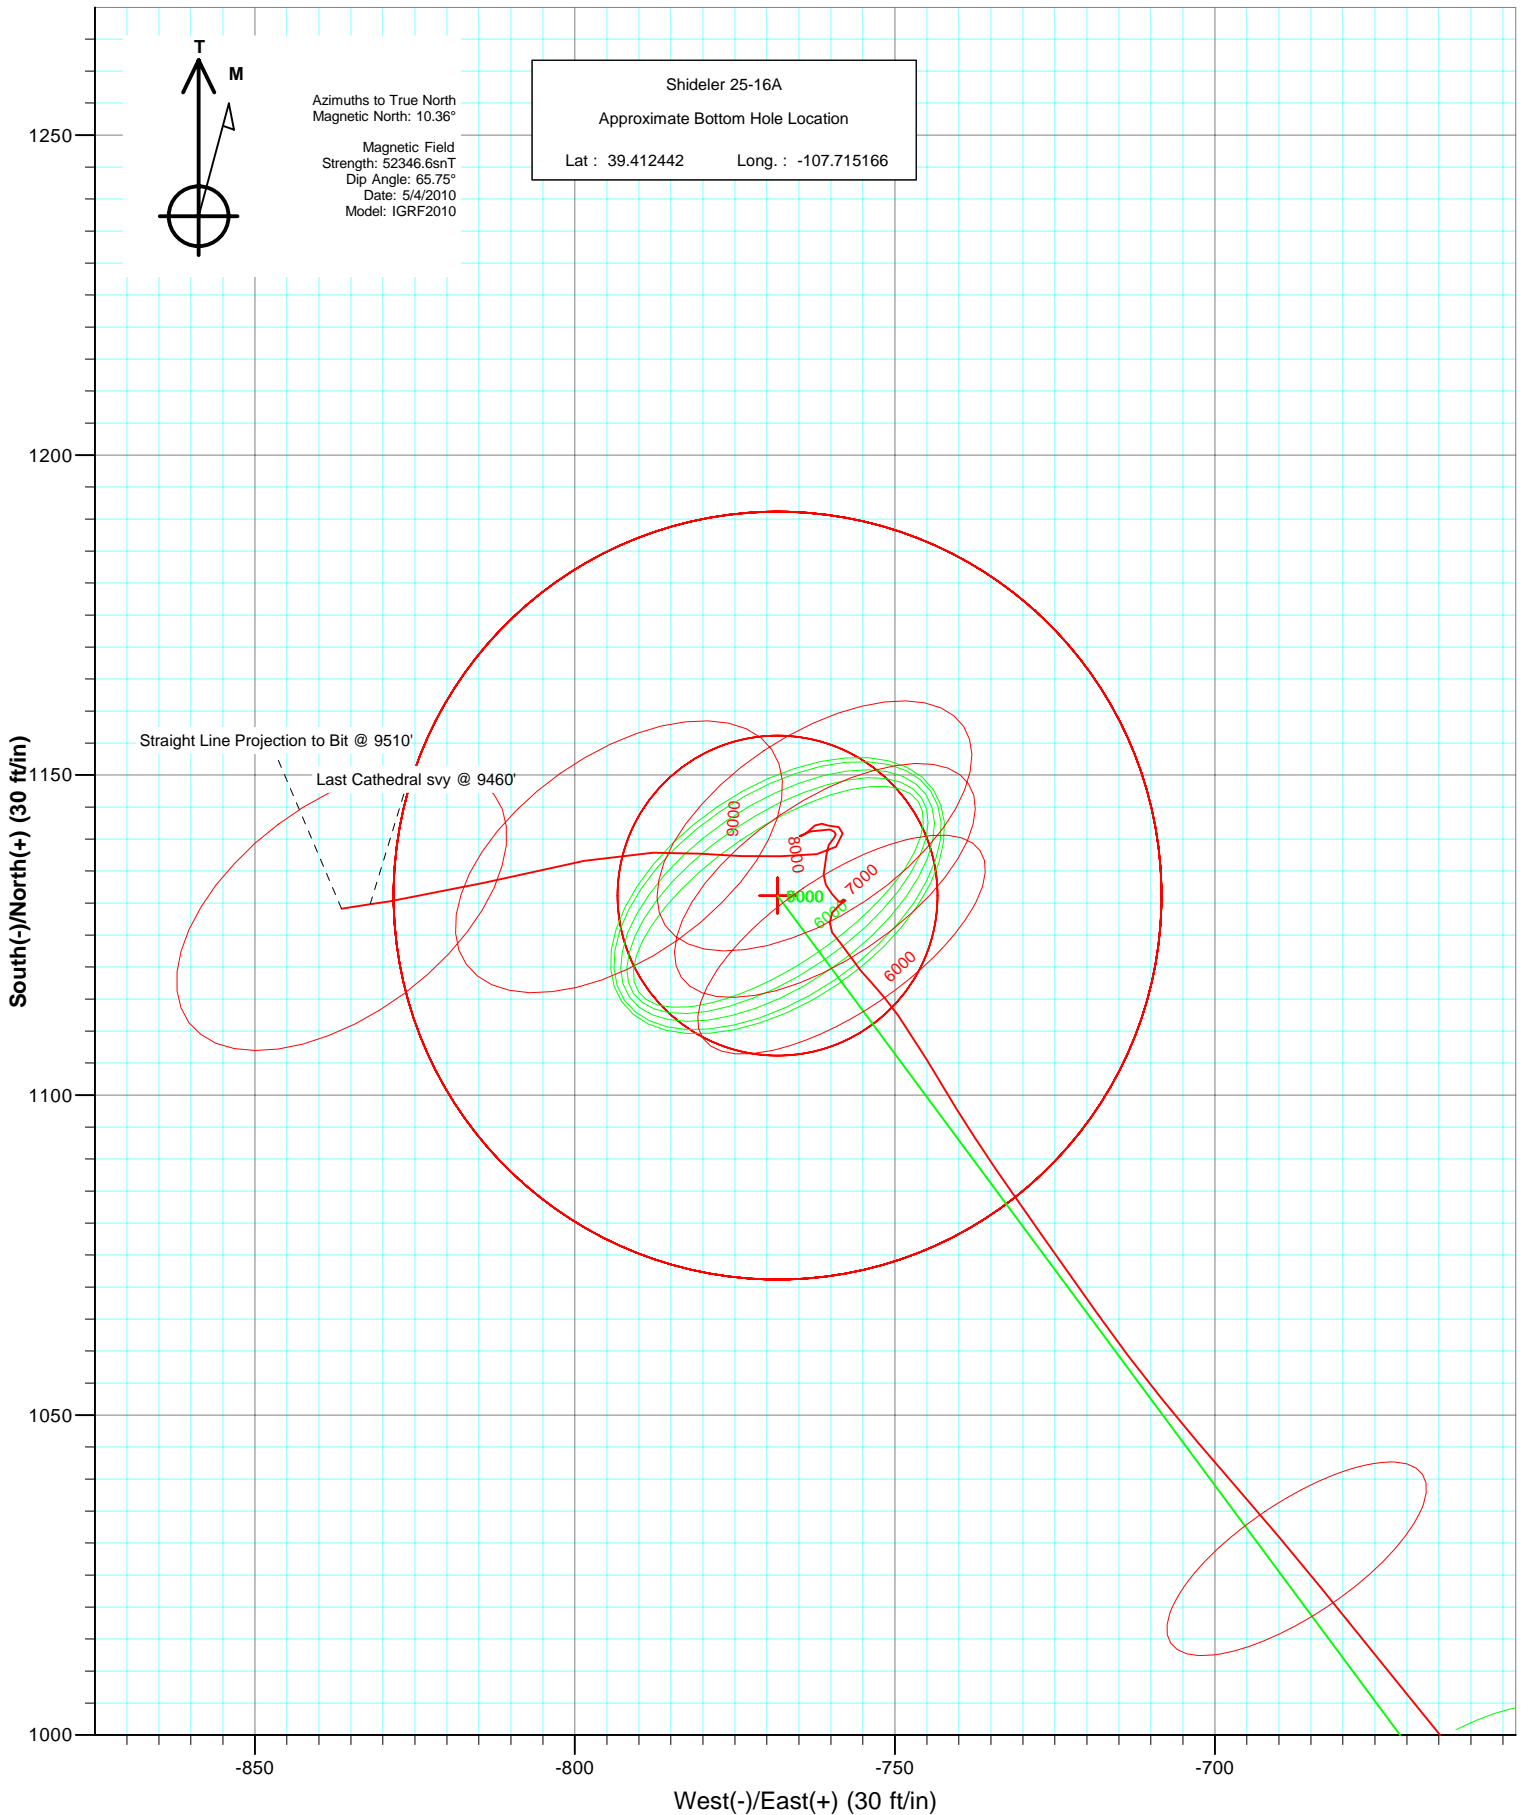 T
M
Azimuths to True North
Magnetic North: 10.36°
Magnetic Field
Strength: 52346.6snT
Dip Angle: 65.75°
Date: 5/4/2010
Model: IGRF2010
Shideler 25-16A
Approximate Bottom Hole Location
Lat : 39.412442 Long. : -107.715166
1250
1200
1150
1100
1050
1000
South(-)/North(+) (30 ft/in)
Straight Line Projection to Bit @ 9510'
Last Cathedral svy @ 9460'
9000
8000
7000
6000
6000
-850
-800
-750
-700
West(-)/East(+) (30 ft/in)